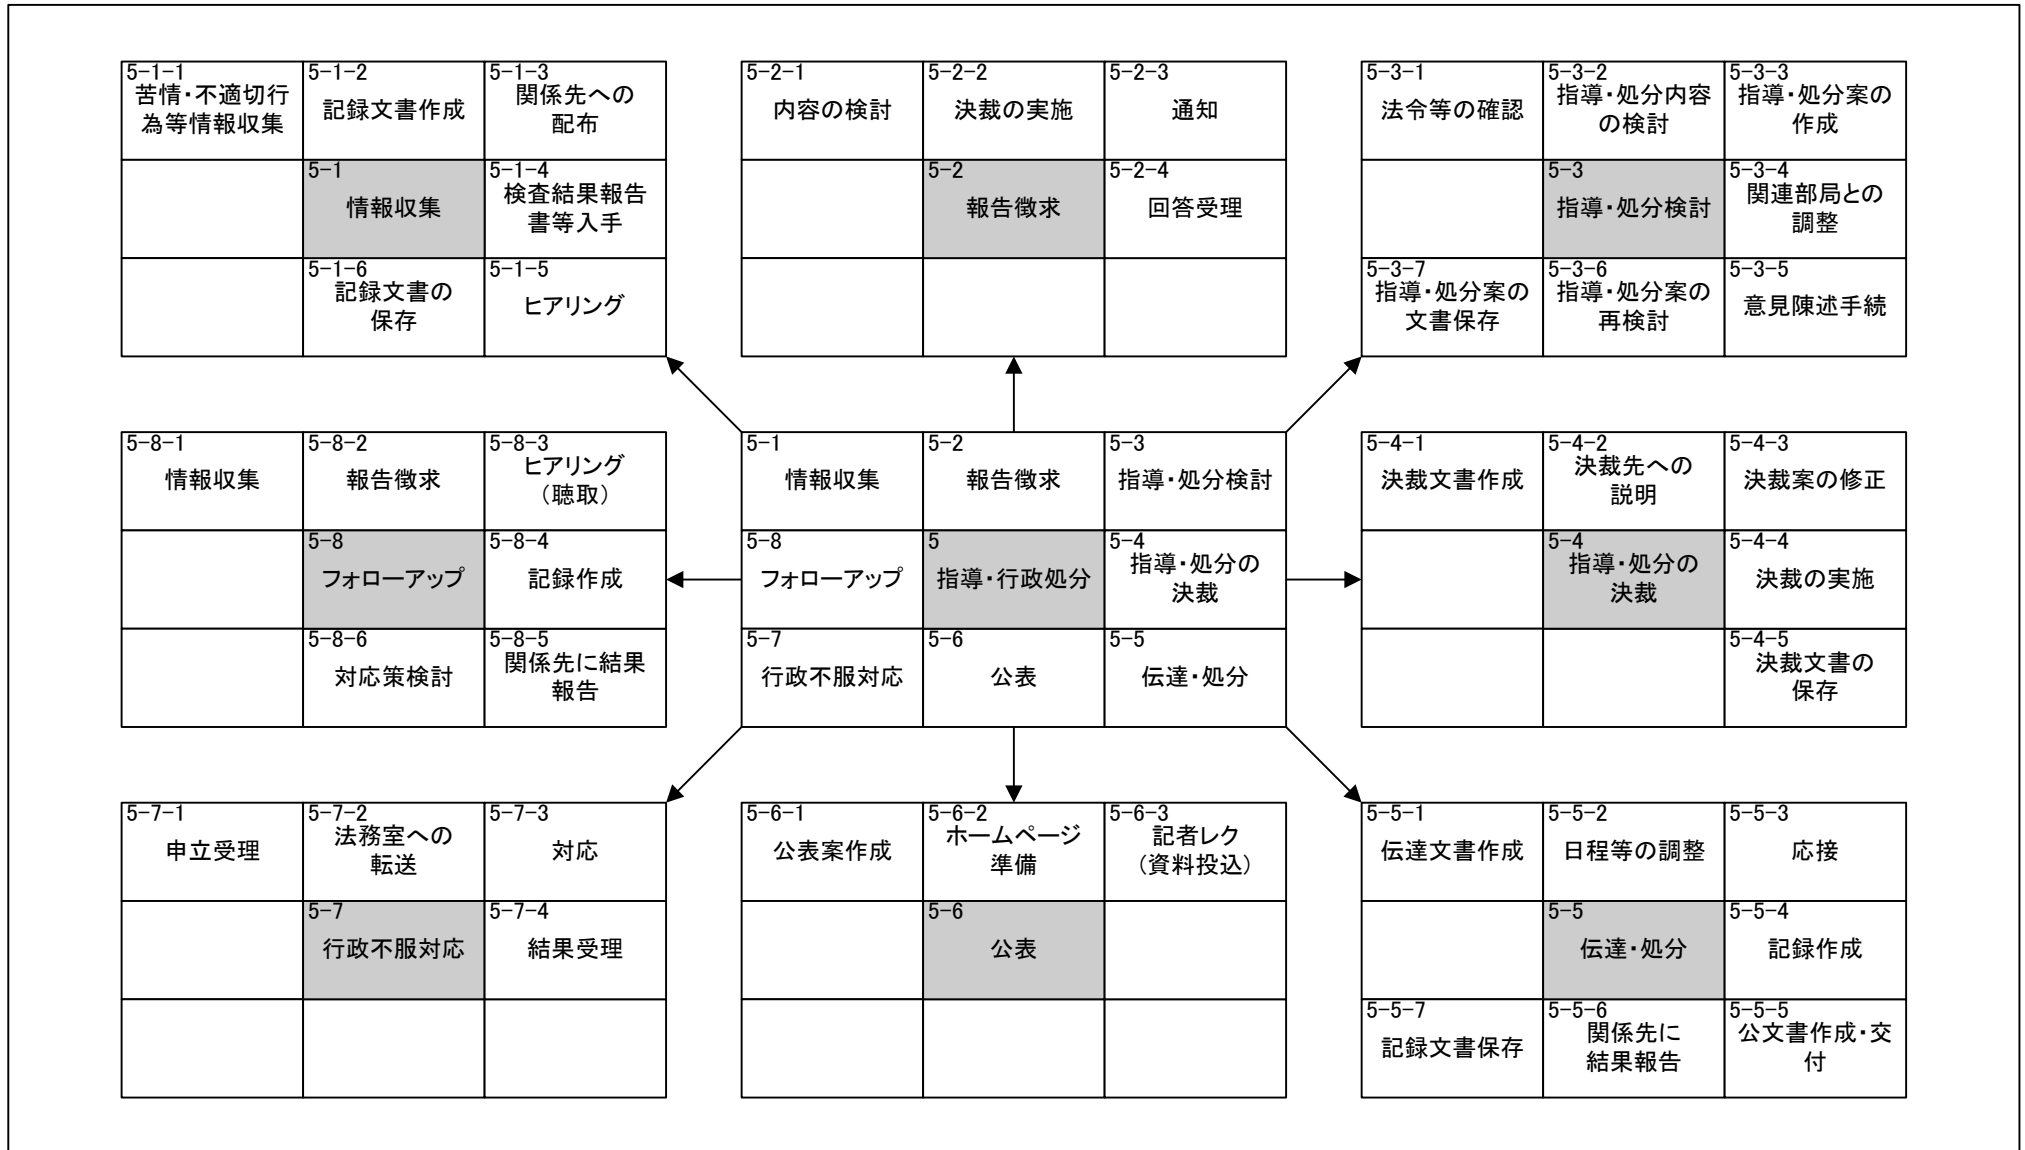 5-1-1
苦情・不適切行
為等情報収集
5-1-2
記録文書作成
5-1-3
関係先への
配布
5-1
情報収集
5-1-4
検査結果報告
書等入手
5-1-6
記録文書の
保存
5-1-5
ヒアリング
5-2-1
内容の検討
5-2-2
決裁の実施
5-2-3
通知
5-2
報告徴求
5-2-4
回答受理
5-3-1
法令等の確認
5-3-2
指導・処分内容
の検討
5-3-3
指導・処分案の
作成
5-3
指導・処分検討
5-3-4
関連部局との
調整
5-3-7
指導・処分案の
文書保存
5-3-6
指導・処分案の
再検討
5-3-5
意見陳述手続
5-8-1
情報収集
5-8-2
報告徴求
5-8-3
ヒアリング
（聴取）
5-8
フォローアップ
5-8-4
記録作成
5-8-6
対応策検討
5-8-5
関係先に結果
報告
5-1
情報収集
5-2
報告徴求
5-3
指導・処分検討
5-8
フォローアップ
5
指導・行政処分
5-4
指導・処分の
決裁
5-7
行政不服対応
5-6
公表
5-5
伝達・処分
5-4-1
決裁文書作成
5-4-2
決裁先への
説明
5-4-3
決裁案の修正
5-4
指導・処分の
決裁
5-4-4
決裁の実施
5-4-5
決裁文書の
保存
5-7-1
申立受理
5-7-2
法務室への
転送
5-7-3
対応
5-7
行政不服対応
5-7-4
結果受理
5-6-1
公表案作成
5-6-2
ホームページ
準備
5-6-3
記者レク
（資料投込）
5-6
公表
5-5-1
伝達文書作成
5-5-2
日程等の調整
5-5-3
応接
5-5
伝達・処分
5-5-4
記録作成
5-5-7
記録文書保存
5-5-6
関係先に
結果報告
5-5-5
公文書作成・交
付